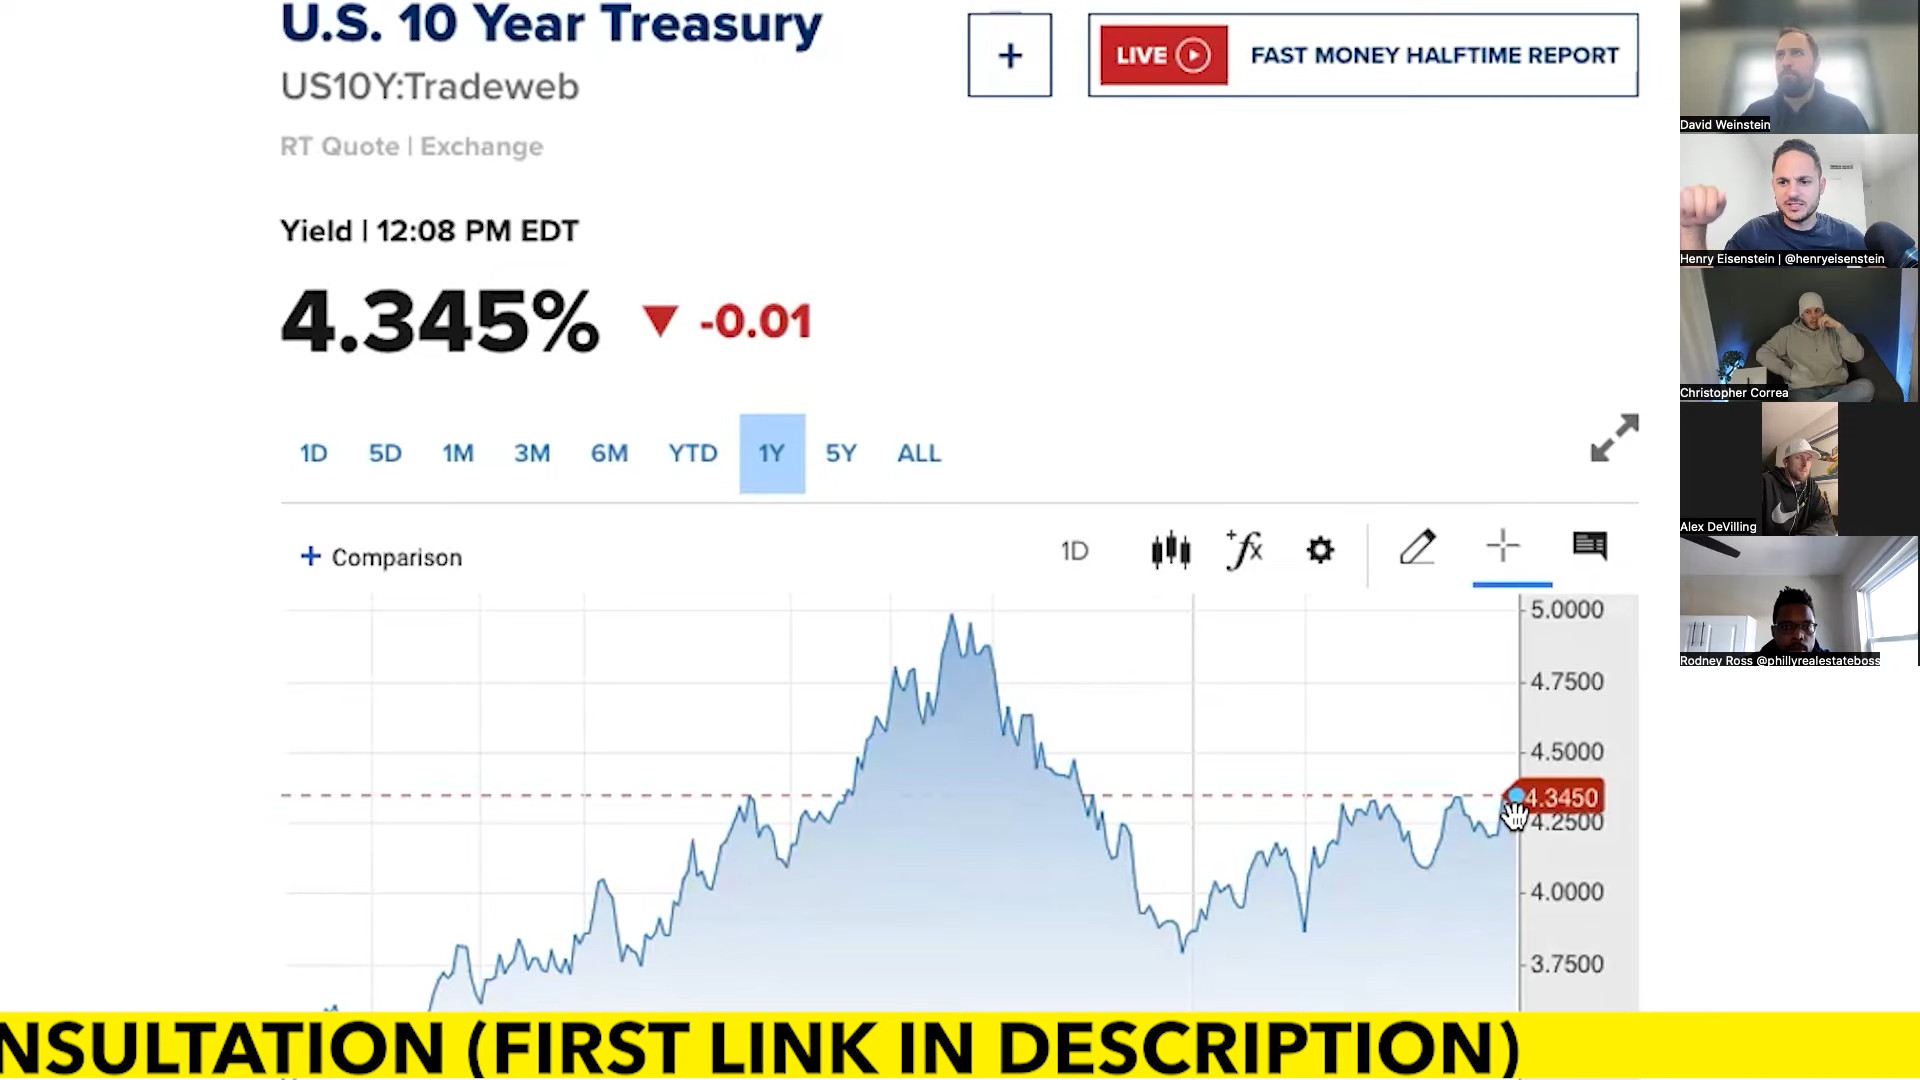 U.S. 10 Year Treasury
US10Y:Tradeweb
RT Quote | Exchange
+
LIVE
FAST MONEY HALFTIME REPORT
Yield | 12:08 PM EDT
4.345% ▼ -0.01
1D 5D 1M 3M 6M YTD 1Y 5Y ALL
+ Comparison
1D
+fx
5.0000
4.7500
4.5000
4.3450
4.2500
4.0000
3.7500
NSULTATION (FIRST LINK IN DESCRIPTION)
David Weinstein
Henry Eisenstein | @henryeisenstein
Christopher Correa
Alex DeVilling
Rodney Ross @phillyrealestateboss